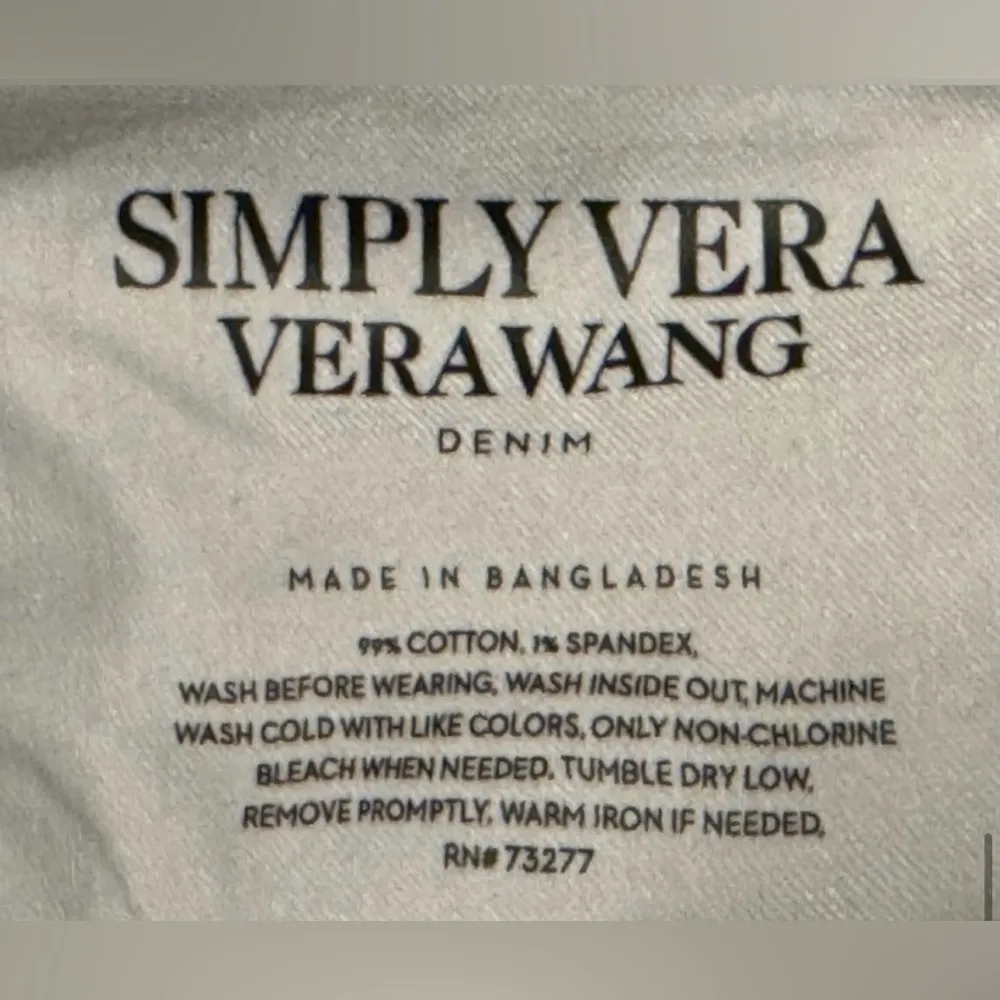 SIMPLY VERA
VERA WANG
DENIM
MADE IN BANGLADESH
99% COTTON, 1% SPANDEX,
WASH BEFORE WEARING, WASH INSIDE OUT, MACHINE
WASH COLD WITH LIKE COLORS, ONLY NON-CHLORINE
BLEACH WHEN NEEDED. TUMBLE DRY LOW,
REMOVE PROMPTLY, WARM IRON IF NEEDED,
RN# 73277